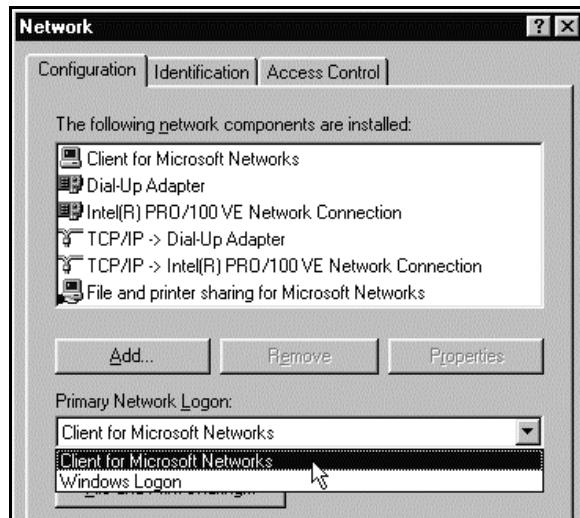 Network
Configuration Identification Access Control
The following network components are installed:
Client for Microsoft Networks
Dial-Up Adapter
Intel(R) PRO/100 VE Network Connection
TCP/IP -> Dial-Up Adapter
TCP/IP -> Intel(R) PRO/100 VE Network Connection
File and printer sharing for Microsoft Networks
Add... Remove Properties
Primary Network Logon:
Client for Microsoft Networks
Client for Microsoft Networks
Windows Logon